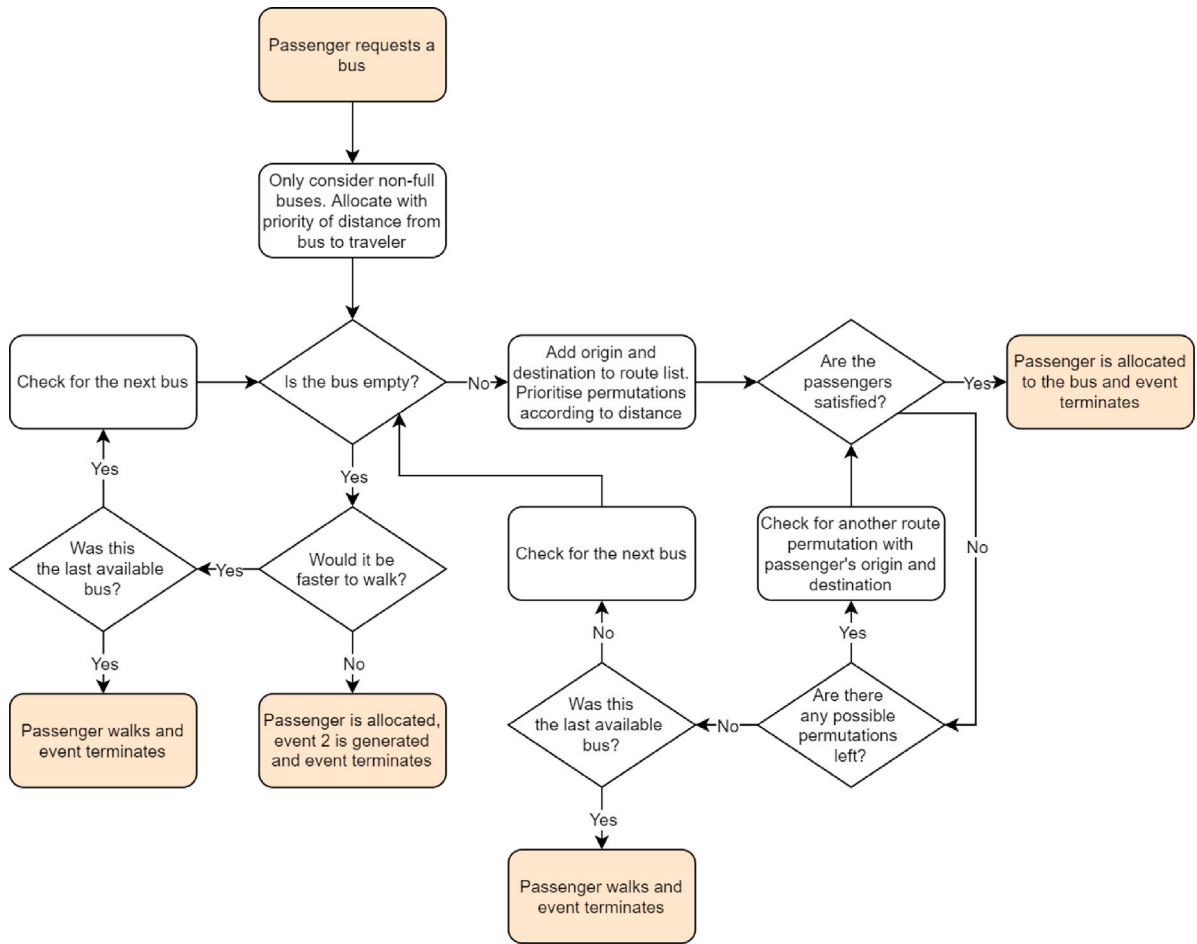 Passenger requests a
bus
Only consider non-full
buses. Allocate with
priority of distance from
bus to traveler
Check for the next bus
Is the bus empty?
No
Add origin and
destination to route list.
Prioritise permutations
according to distance
Are the
passengers
satisfied?
Yes
Passenger is allocated
to the bus and event
terminates
Yes
Yes
Was this
the last available
bus?
Yes
Would it be
faster to walk?
Check for the next bus
Check for another route
permutation with
passenger's origin and
destination
No
Yes
No
No
Yes
Passenger walks and
event terminates
Passenger is allocated,
event 2 is generated
and event terminates
Was this
the last available
bus?
No
Are there
any possible
permutations
left?
Yes
Passenger walks and
event terminates